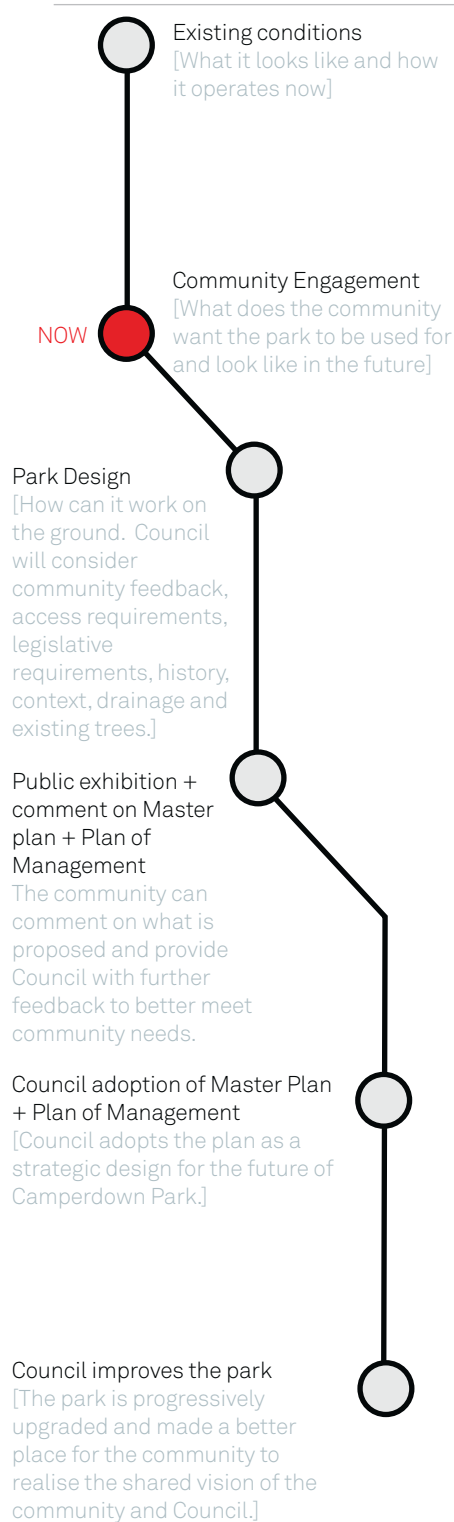 Existing conditions
[What it looks like and how
it operates now]
Community Engagement
[What does the community
NOW
want the park to be used for
and look like in the future]
Park Design
[How can it work on
the ground.  Council
will consider
community feedback,
access requirements,
legislative
requirements, history,
context, drainage and
existing trees.]
Public exhibition +
comment on Master
plan + Plan of
Management
The community can
comment on what is
proposed and provide
Council with further
feedback to better meet
community needs.
Council adoption of Master Plan
+ Plan of Management
[Council adopts the plan as a
strategic design for the future of
Camperdown Park.]
Council improves the park
[The park is progressively
upgraded and made a better
place for the community to
realise the shared vision of the
community and Council.]